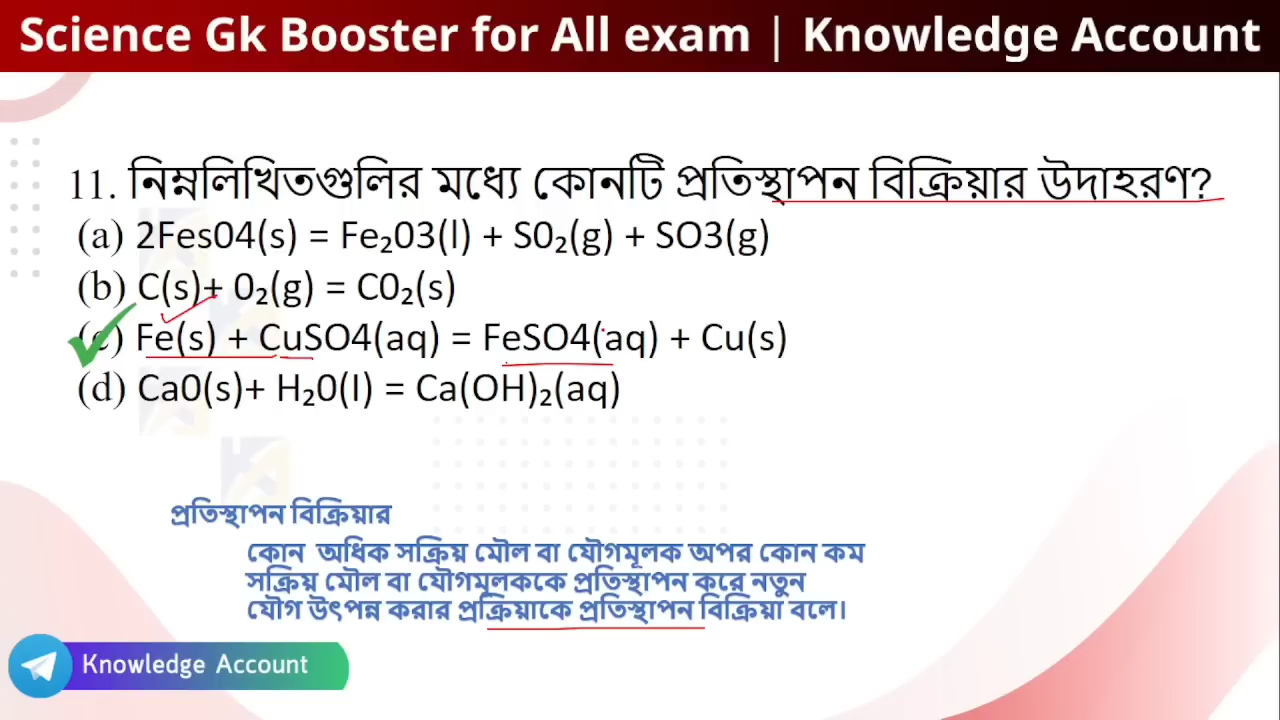 Science Gk Booster for All exam | Knowledge Account
11. নিম্নলিখিতগুলির মধ্যে কোনটি প্রতিস্থাপন বিক্রিয়ার উদাহরণ?
(a) 2Fes04(s) = Fe₂03(l) + S0₂(g) + SO3(g)
(b) C(s)+ 0₂(g) = C0₂(s)
(c) Fe(s) + CuSO4(aq) = FeSO4(aq) + Cu(s)
(d) Ca0(s)+ H₂0(l) = Ca(OH)₂(aq)
প্রতিস্থাপন বিক্রিয়ার
কোন অধিক সক্রিয় মৌল বা যৌগমূলক অপর কোন কম
সক্রিয় মৌল বা যৌগমূলককে প্রতিস্থাপন করে নতুন
যৌগ উৎপন্ন করার প্রক্রিয়াকে প্রতিস্থাপন বিক্রিয়া বলে।
Knowledge Account